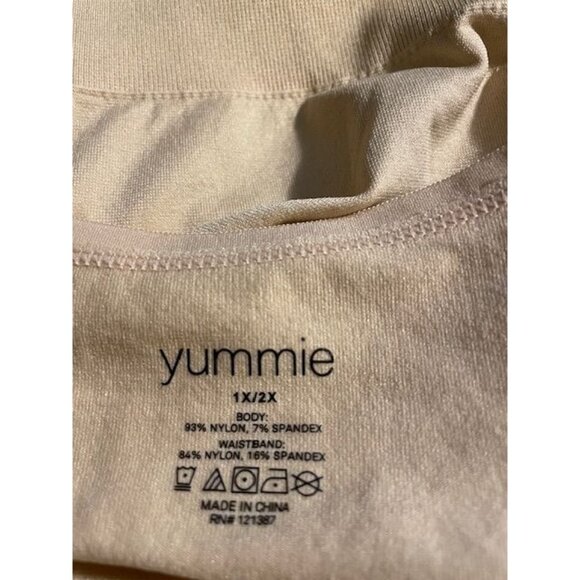 yummie
1X/2X
BODY:
93% NYLON, 7% SPANDEX
WAISTBAND:
84% NYLON, 16% SPANDEX
MADE IN CHINA
RN# 121387